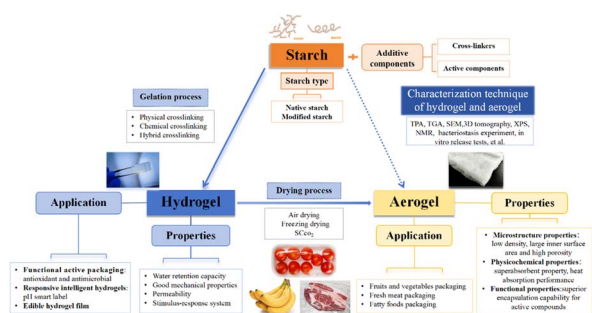 Starch
Additive
components
Cross-linkers
Active components
Starch type
Native starch
Modified starch
Gelation process
• Physical crosslinking
• Chemical crosslinking
• Hybrid crosslinking
Characterization technique
of hydrogel and aerogel
TPA, TGA, SEM,3D tomography, XPS,
NMR, bacteriostasis experiment, in
vitro release tests, et al.
Application
Hydrogel
Drying process
Aerogel
Properties
Air drying
Freezing drying
SCco₂
Properties
Application
• Functional active packaging:
antioxidant and antimicrobial
• Responsive intelligent hydrogels:
pH smart label
• Edible hydrogel film
• Water retention capacity
• Good mechanical properties
• Permeability
• Stimulus-response system
• Fruits and vegetables packaging
• Fresh meat packaging
• Fatty foods packaging
• Microstructure properties:
low density, large inner surface
area and high porosity
• Physicochemical properties:
superabsorbent property, heat
absorption performance
• Functional properties:superior
encapsulation capability for
active compounds